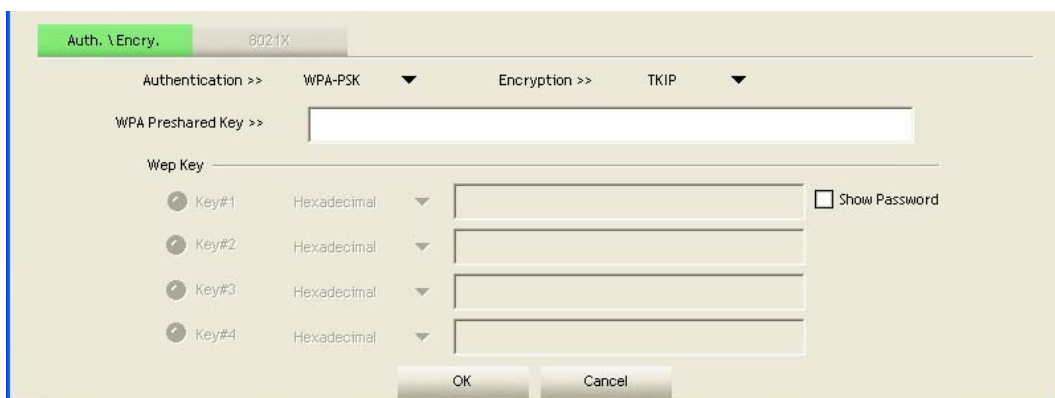 Auth. \ Encry. 8021X
Authentication >> WPA-PSK Encryption >> TKIP
WPA Preshared Key >>
Wep Key
Key#1 Hexadecimal Show Password
Key#2 Hexadecimal
Key#3 Hexadecimal
Key#4 Hexadecimal
OK Cancel